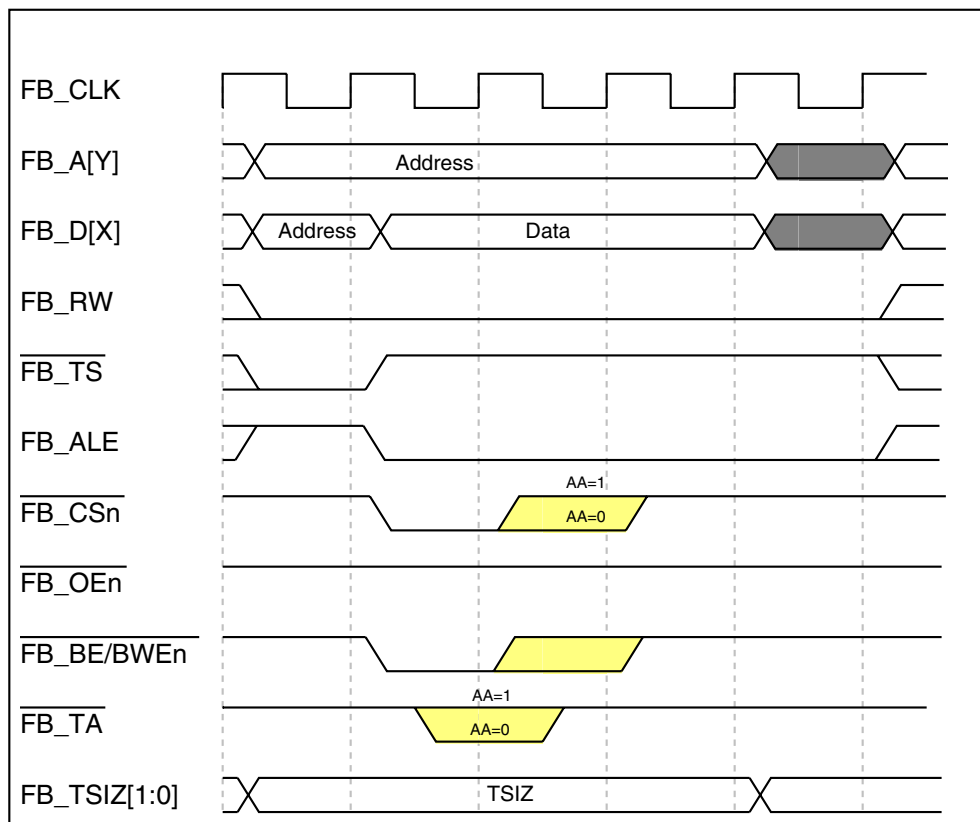 FB_CLK
FB_A[Y]
Address
FB_D[X]
Address
Data
FB_RW
FB_TS
FB_ALE
AA=1
FB_CSn
AA=0
FB_OEn
FB_BE/BWEn
AA=1
FB_TA
AA=0
FB_TSIZ[1:0]
TSIZ